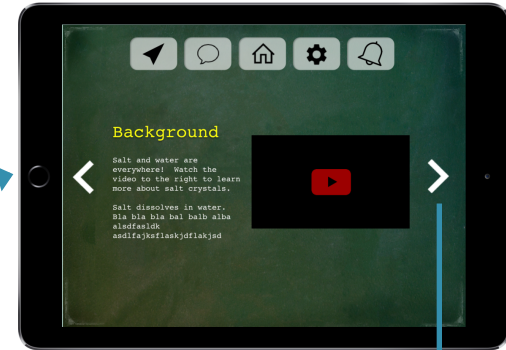 Background
Salt and water are
everywhere! Watch the
video to the right to learn
more about salt crystals.
Salt dissolves in water.
Bla bla bla bal balb alba
alsdfasldk
asdlfajksflaskjdflakjsd